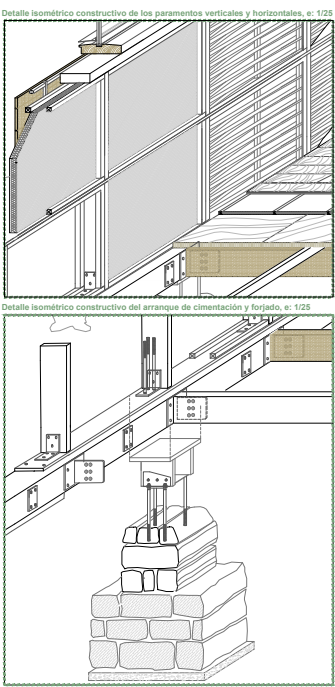 Detalle isométrico constructivo de los paramentos verticales y horizontales, e: 1/25
Detalle isométrico constructivo del arranque de cimentación y forjado, e: 1/25